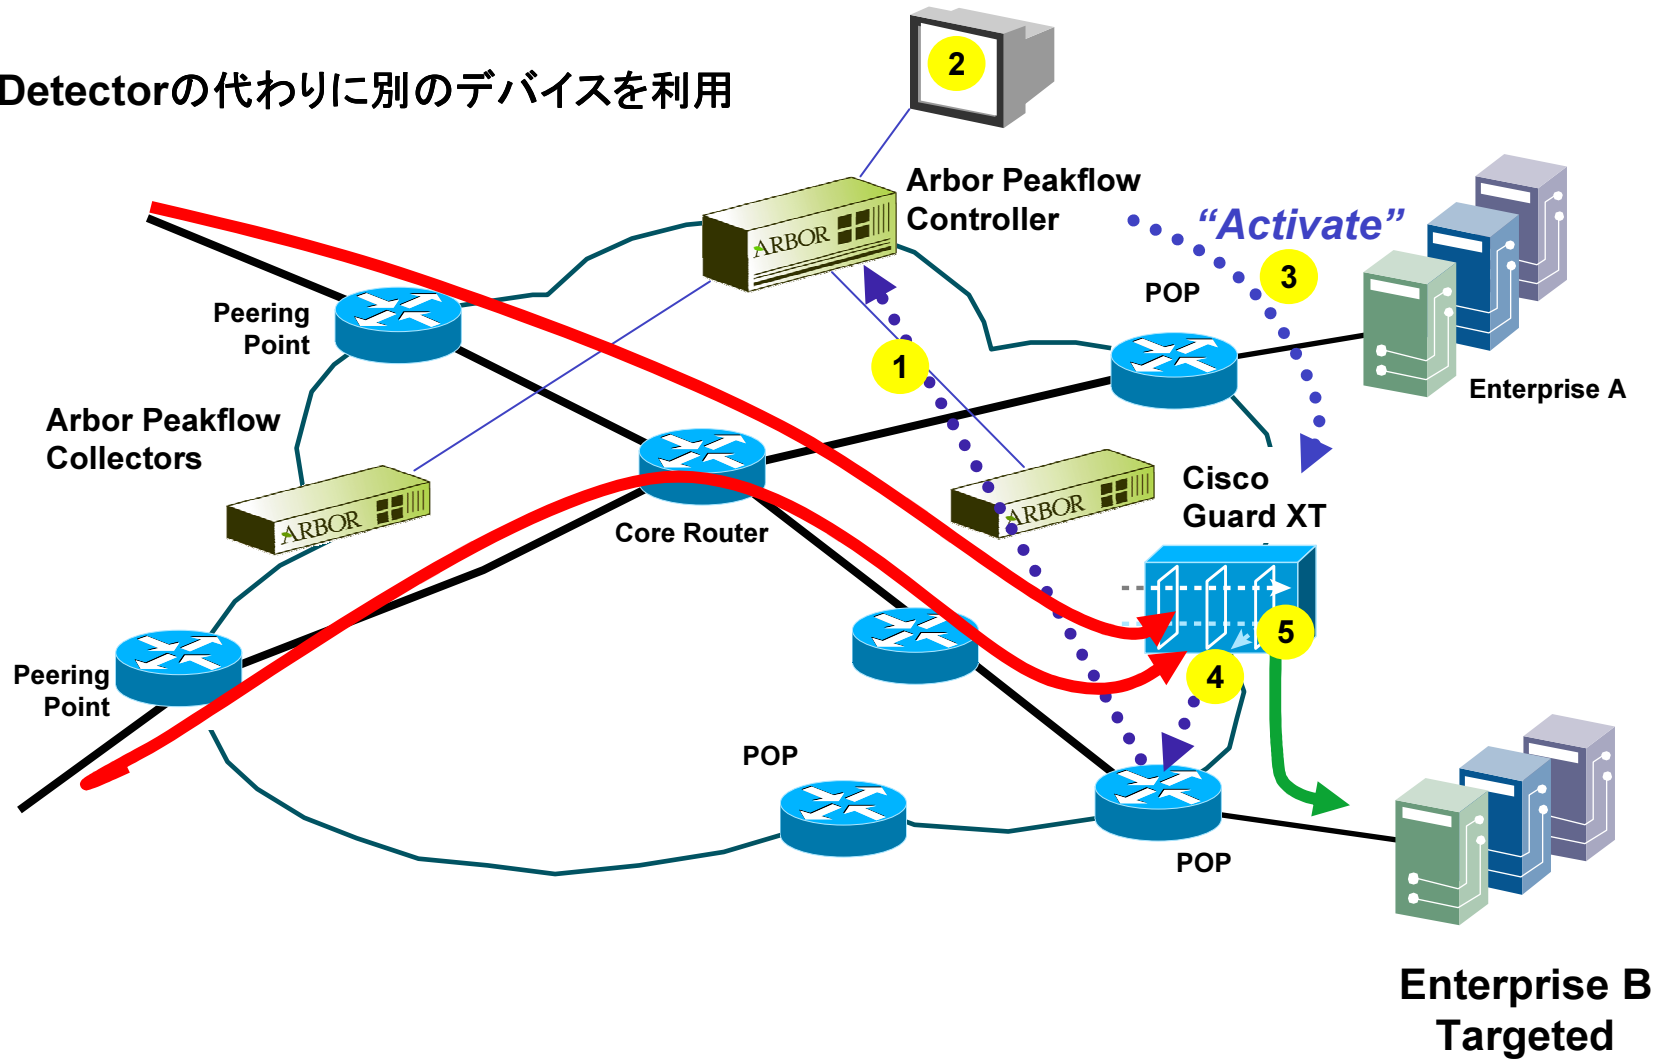 2
Detectorの代わりに別のデバイスを利用
Arbor Peakflow
Controller
“Activate”
3
ARBOR
POP
Peering
Point
1
Enterprise A
Arbor Peakflow
Collectors
Cisco
Guard XT
ARBOR
ARBOR
Core Router
5
4
Peering
Point
POP
POP
Enterprise B
Targeted